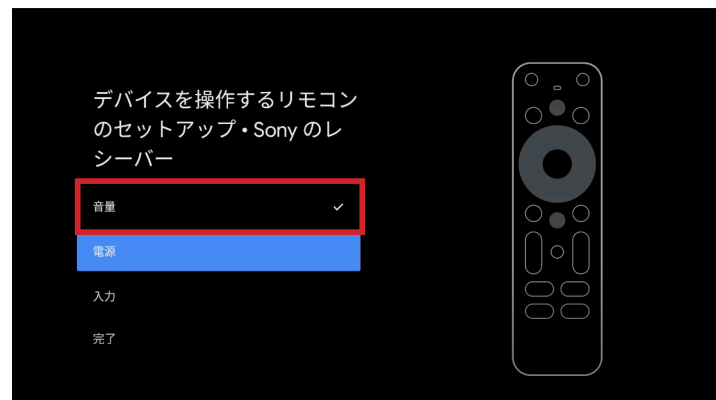 デバイスを操作するリモコン
のセットアップ • Sony のレ
シーバー
音量
電源
入力
完了